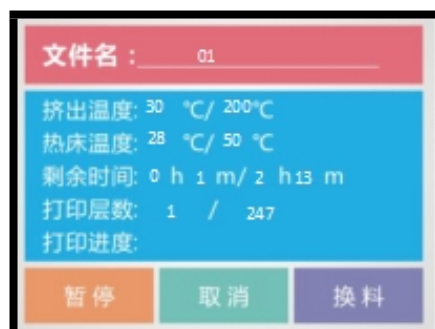 文件名：01
挤出温度: 30 ℃/ 200℃
热床温度: 28 ℃/ 50 ℃
剩余时间: 0 h 1 m/ 2 h 13 m
打印层数: 1 / 247
打印进度:
暂停 取消 换料